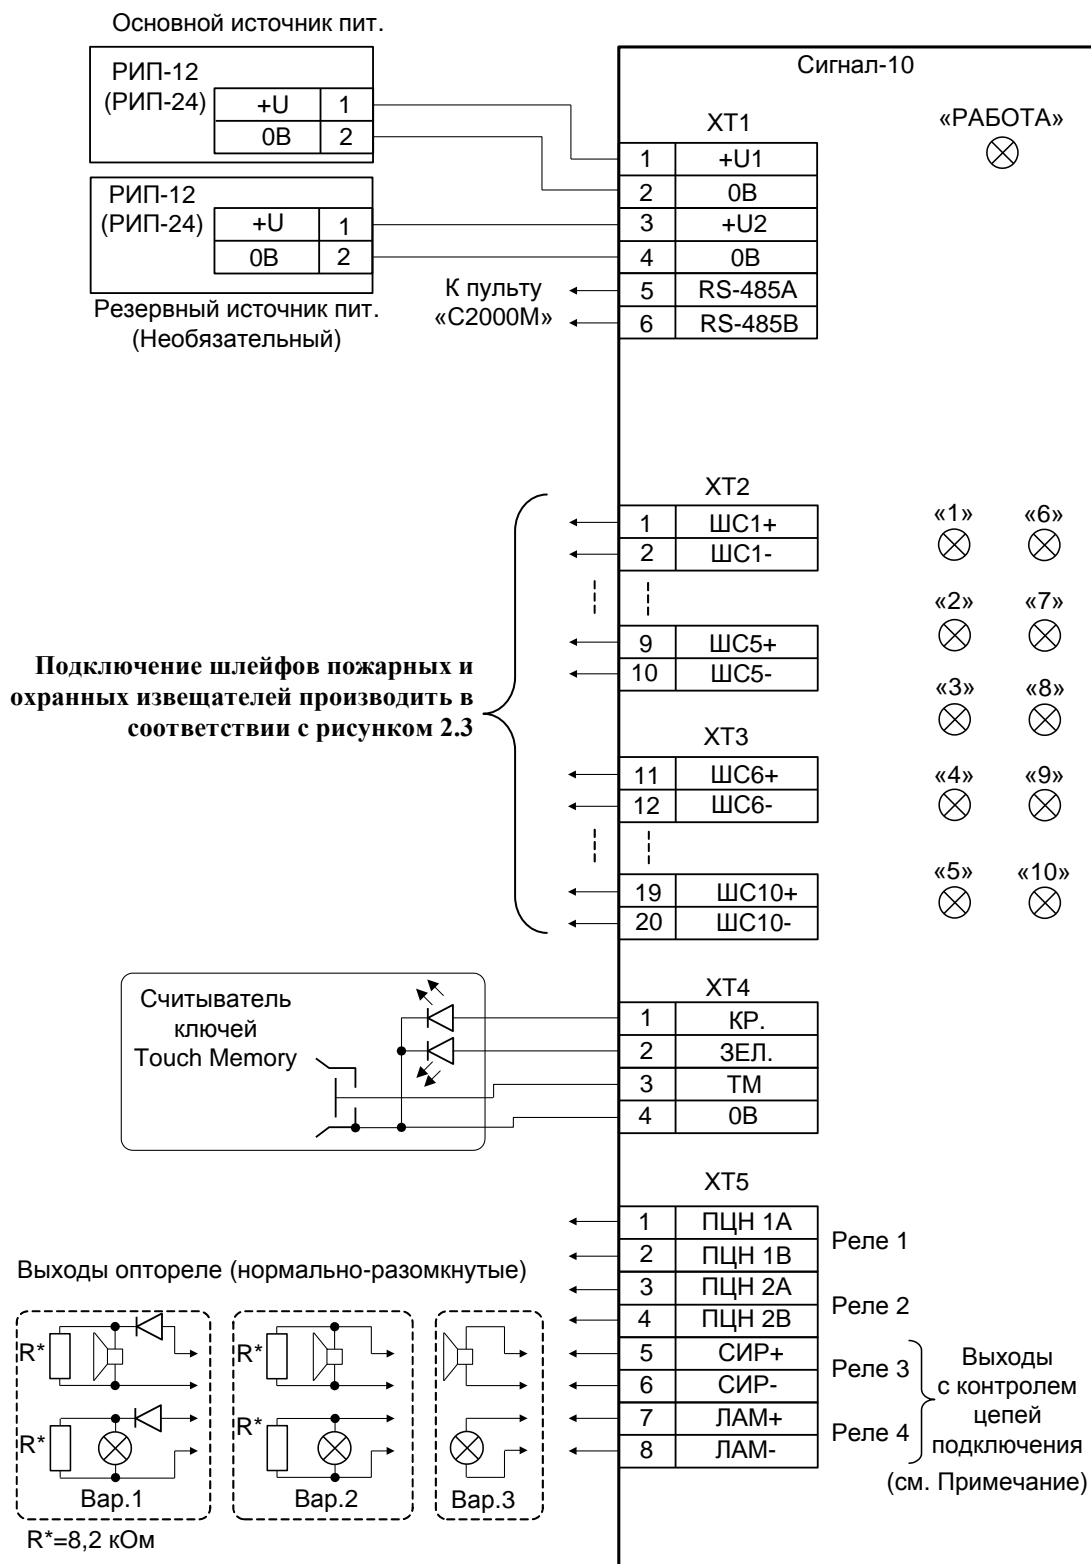 Основной источник пит.
РИП-12
(РИП-24)
+U 1
0В 2
РИП-12
(РИП-24)
+U 1
0В 2
Резервный источник пит.
(Необязательный)
Сигнал-10
«РАБОТА»
XT1
1 +U1
2 0В
3 +U2
4 0В
5 RS-485A
6 RS-485B
К пульту
«С2000М»
XT2
1 ШС1+
2 ШС1-
9 ШС5+
10 ШС5-
XT3
11 ШС6+
12 ШС6-
19 ШС10+
20 ШС10-
Подключение шлейфов пожарных и
охранных извещателей производить в
соответствии с рисунком 2.3
«1» «6»
«2» «7»
«3» «8»
«4» «9»
«5» «10»
Считыватель
ключей
Touch Memory
XT4
1 КР.
2 ЗЕЛ.
3 ТМ
4 0В
XT5
1 ПЦН 1А
2 ПЦН 1В
3 ПЦН 2А
4 ПЦН 2В
5 СИР+
6 СИР-
7 ЛАМ+
8 ЛАМ-
Реле 1
Реле 2
Реле 3
Реле 4
Выходы
с контролем
цепей
подключения
(см. Примечание)
Выходы оптореле (нормально-разомкнутые)
R*
R*
Вар.1
R*
R*
Вар.2
Вар.3
R*=8,2 кОм